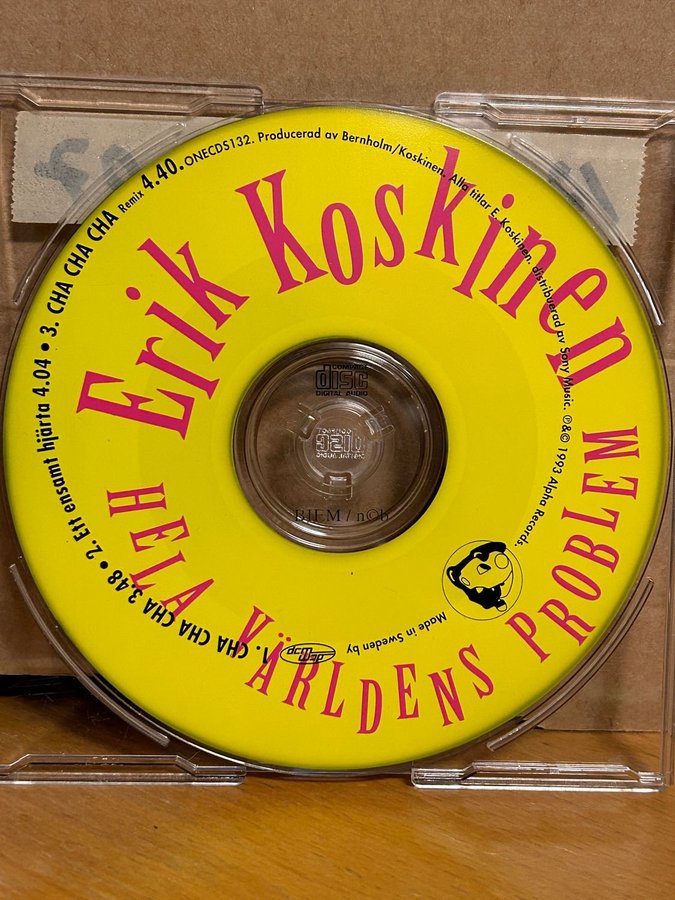 Erik Koskinen
HELA VÄRLDENS PROBLEM
1. CHA CHA CHA 3.48 • 2. Ett ensamt hjärta 4.04 • 3. CHA CHA CHA Remix 4.40. ONECDS132. Producerad av Bernholm/Koskinen. Alla titlar E. Koskinen. distribuerad av Sony Music. ℗&© 1993 Alpha Records.
Made in Sweden by
dcm
COMPACT
disc
DIGITAL AUDIO
BIEM / n©b